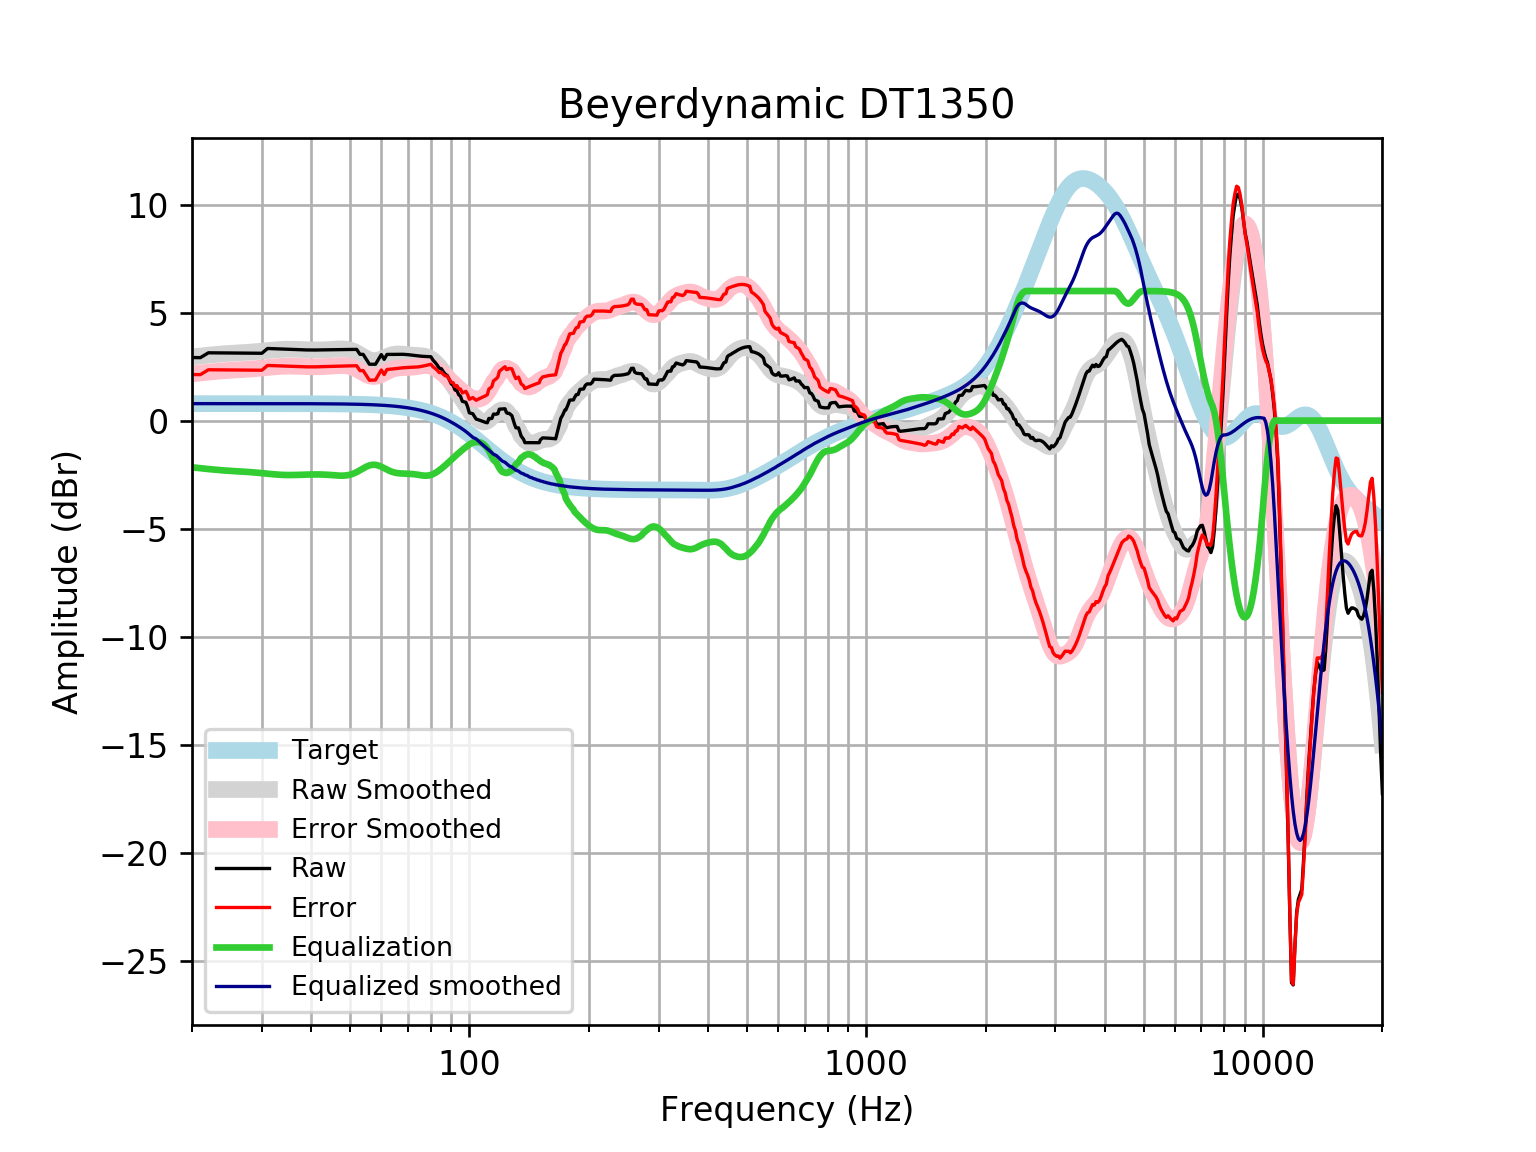 Beyerdynamic DT1350
Amplitude (dBr)
10
5
0
−5
−10
−15
−20
−25
Target
Raw Smoothed
Error Smoothed
Raw
Error
Equalization
Equalized smoothed
100
1000
10000
Frequency (Hz)